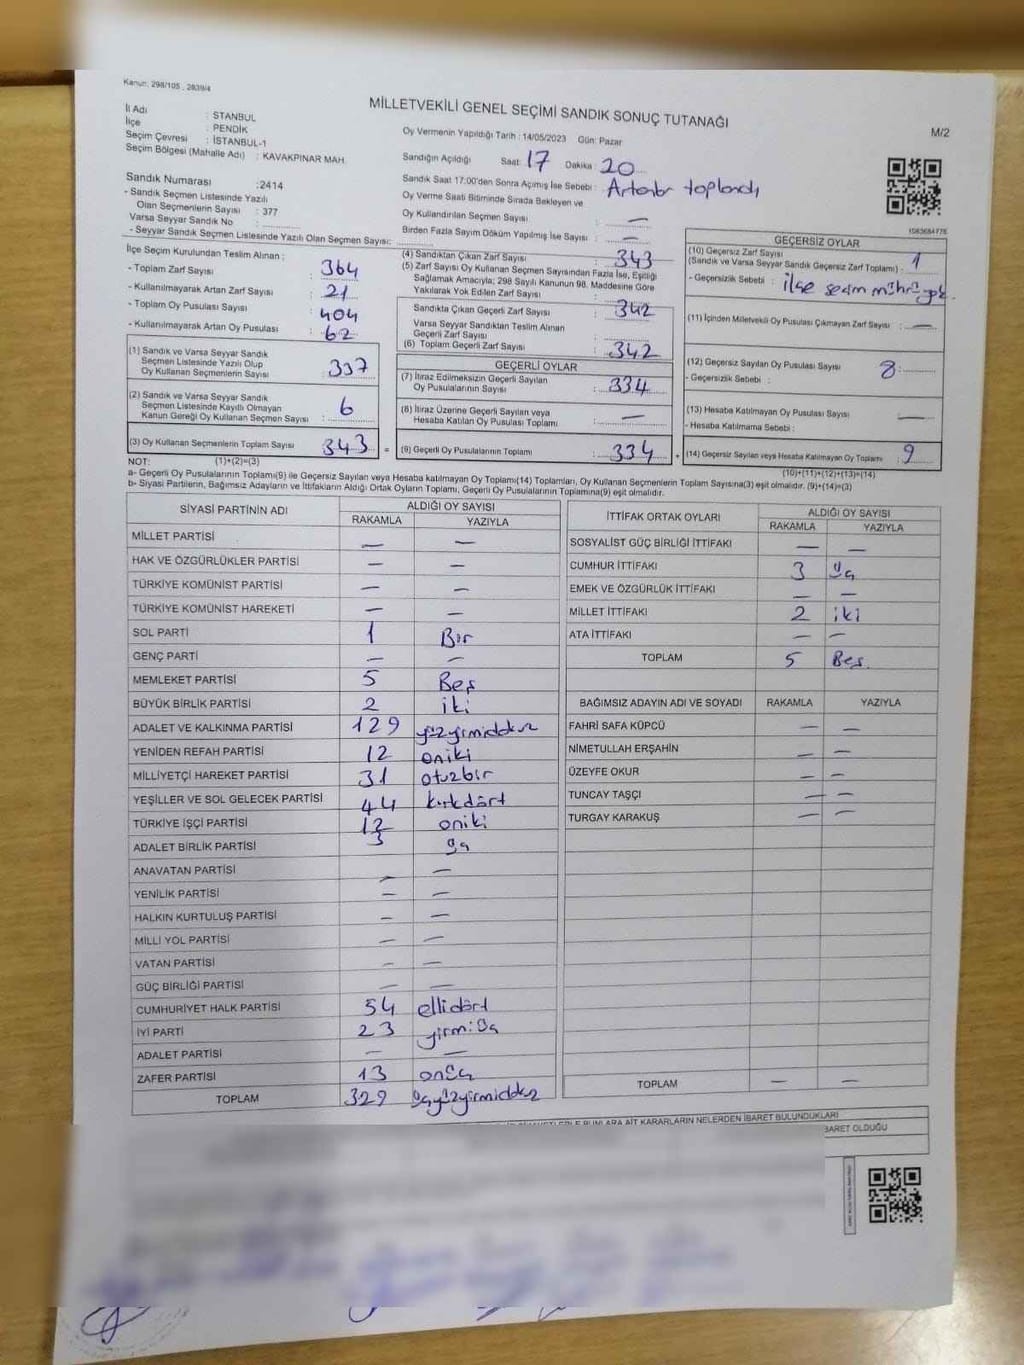 Kanun: 298/105 , 2839/4
MİLLETVEKİLİ GENEL SEÇİMİ SANDIK SONUÇ TUTANAĞI
M/2
İl Adı : STANBUL
İlçe : PENDİK
Seçim Çevresi : İSTANBUL-1
Seçim Bölgesi (Mahalle Adı) : KAVAKPINAR MAH.
Oy Vermenin Yapıldığı Tarih : 14/05/2023 Gün: Pazar
Sandığın Açıldığı Saat: 17 Dakika : 20
Sandık Saat 17:00'den Sonra Açımış İse Sebebi : Artanlar toplandı
Oy Verme Saati Bitiminde Sırada Bekleyen ve
Oy Kullandırılan Seçmen Sayısı : —
Birden Fazla Sayım Döküm Yapılmış İse Sayısı : —
Sandık Numarası :2414
- Sandık Seçmen Listesinde Yazılı
Olan Seçmenlerin Sayısı : 377
Varsa Seyyar Sandık No :
- Seyyar Sandık Seçmen Listesinde Yazılı Olan Seçmen Sayısı:
İlçe Seçim Kurulundan Teslim Alınan :
- Toplam Zarf Sayısı : 364
- Kullanılmayarak Artan Zarf Sayısı : 21
- Toplam Oy Pusulası Sayısı : 404
- Kullanılmayarak Artan Oy Pusulası : 62
(1) Sandık ve Varsa Seyyar Sandık
Seçmen Listesinde Yazılı Olup
Oy Kullanan Seçmenlerin Sayısı : 337
(2) Sandık ve Varsa Seyyar Sandık
Seçmen Listesinde Kayıtlı Olmayan
Kanun Gereği Oy Kullanan Seçmen Sayısı : 6
(3) Oy Kullanan Seçmenlerin Toplam Sayısı 343 =
(4) Sandıktan Çıkan Zarf Sayısı : 343
(5) Zarf Sayısı Oy Kullanan Seçmen Sayısından Fazla İse, Eşitliği
Sağlamak Amacıyla; 298 Sayılı Kanunun 98. Maddesine Göre
Yakılarak Yok Edilen Zarf Sayısı :
Sandıkta Çıkan Geçerli Zarf Sayısı : 342
Varsa Seyyar Sandıktan Teslim Alınan
Geçerli Zarf Sayısı :
(6) Toplam Geçerli Zarf Sayısı : 342
GEÇERLİ OYLAR
(7) İtiraz Edilmeksizin Geçerli Sayılan
Oy Pusulalarının Sayısı : 334
(8) İtiraz Üzerine Geçerli Sayılan veya
Hesaba Katılan Oy Pusulası Toplamı : —
(9) Geçerli Oy Pusulalarının Toplamı : 334 +
1083684776
GEÇERSİZ OYLAR
(10) Geçersiz Zarf Sayısı
(Sandık ve Varsa Seyyar Sandık Geçersiz Zarf Toplamı) - 1
- Geçersizlik Sebebi : ilçe seçim mührü yok.
(11) İçinden Milletvekili Oy Pusulası Çıkmayan Zarf Sayısı : —
(12) Geçersiz Sayılan Oy Pusulası Sayısı 8 :
- Geçersizlik Sebebi :
(13) Hesaba Katılmayan Oy Pusulası Sayısı —
- Hesaba Katılmama Sebebi :
(14) Geçersiz Sayılan veya Hesaba Katılmayan Oy Toplamı : 9
NOT: (1)+(2)=(3)
(10)+(11)+(12)+(13)=(14)
a- Geçerli Oy Pusulalarının Toplamı(9) ile Geçersiz Sayılan veya Hesaba katılmayan Oy Toplamı(14) Toplamları, Oy Kullanan Seçmenlerin Toplam Sayısına(3) eşit olmalıdır. (9)+(14)=(3)
b- Siyasi Partilerin, Bağımsız Adayların ve İttifakların Aldığı Ortak Oyların Toplamı, Geçerli Oy Pusulalarının Toplamına(9) eşit olmalıdır.
SİYASİ PARTİNİN ADI ALDIĞI OY SAYISI
RAKAMLA YAZIYLA
MİLLET PARTİSİ — —
HAK VE ÖZGÜRLÜKLER PARTİSİ — —
TÜRKİYE KOMÜNİST PARTİSİ — —
TÜRKİYE KOMÜNİST HAREKETİ — —
SOL PARTİ 1 Bir
GENÇ PARTİ — —
MEMLEKET PARTİSİ 5 Beş
BÜYÜK BİRLİK PARTİSİ 2 iki
ADALET VE KALKINMA PARTİSİ 129 yüzyirmidokuz
YENİDEN REFAH PARTİSİ 12 oniki
MİLLİYETÇİ HAREKET PARTİSİ 31 otuzbir
YEŞİLLER VE SOL GELECEK PARTİSİ 44 kırkdört
TÜRKİYE İŞÇİ PARTİSİ 12 oniki
ADALET BİRLİK PARTİSİ 3 üç
ANAVATAN PARTİSİ — —
YENİLİK PARTİSİ — —
HALKIN KURTULUŞ PARTİSİ — —
MİLLİ YOL PARTİSİ — —
VATAN PARTİSİ — —
GÜÇ BİRLİĞİ PARTİSİ — —
CUMHURİYET HALK PARTİSİ 54 ellidört
İYİ PARTİ 23 yirmiüç
ADALET PARTİSİ — —
ZAFER PARTİSİ 13 onüç
TOPLAM 329 üçyüzyirmidokuz
İTTİFAK ORTAK OYLARI ALDIĞI OY SAYISI
RAKAMLA YAZIYLA
SOSYALİST GÜÇ BİRLİĞİ İTTİFAKI — —
CUMHUR İTTİFAKI 3 üç
EMEK VE ÖZGÜRLÜK İTTİFAKI — —
MİLLET İTTİFAKI 2 iki
ATA İTTİFAKI — —
TOPLAM 5 Beş.
BAĞIMSIZ ADAYIN ADI VE SOYADI RAKAMLA YAZIYLA
FAHRİ SAFA KÜPCÜ — —
NİMETULLAH ERŞAHİN — —
ÜZEYFE OKUR — —
TUNCAY TAŞÇI — —
TURGAY KARAKUŞ — —
TOPLAM — —
BUNLARA AİT KARARLARIN NELERDEN İBARET BULUNDUKLARI
BARET OLDUĞU